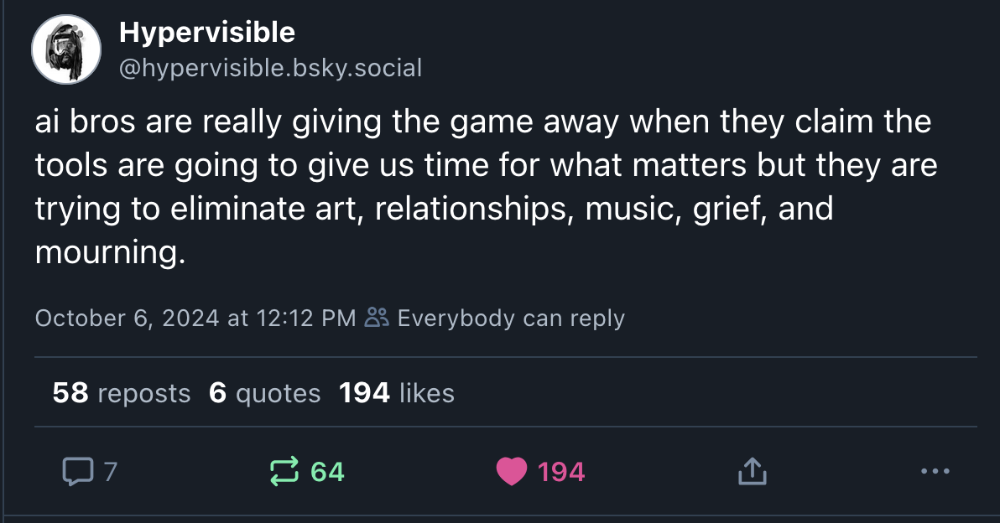 Hypervisible
@hypervisible.bsky.social
ai bros are really giving the game away when they claim the
tools are going to give us time for what matters but they are
trying to eliminate art, relationships, music, grief, and
mourning.
October 6, 2024 at 12:12 PM Everybody can reply
58 reposts 6 quotes 194 likes
7 64 194